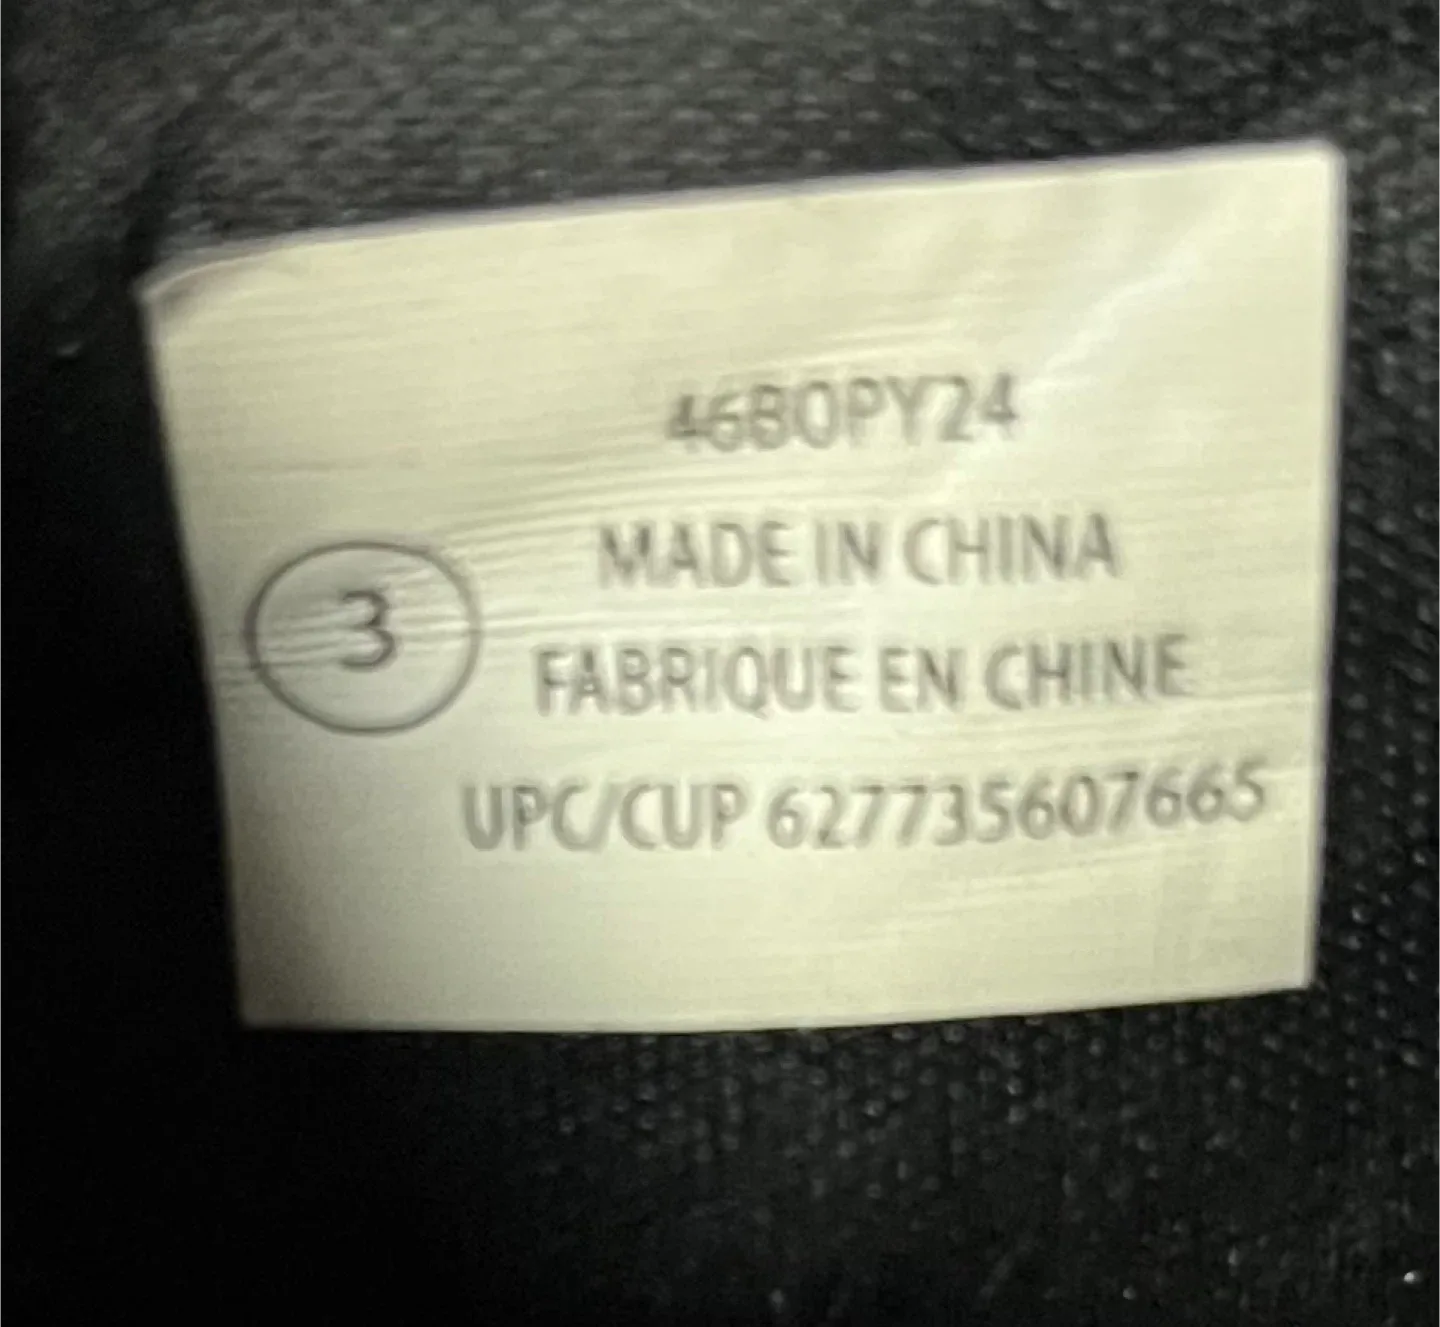 46B0PY24
MADE IN CHINA
3
FABRIQUE EN CHINE
UPC/CUP 627735607665